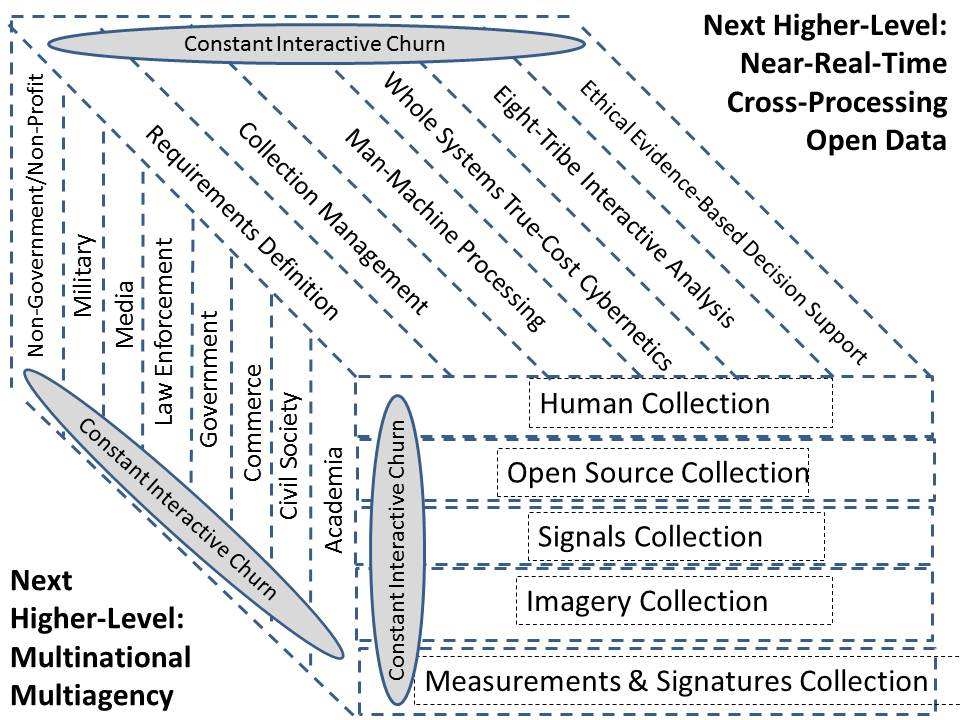 Constant Interactive Churn
Next Higher-Level:
Near-Real-Time
Cross-Processing
Open Data
Requirements Definition
Collection Management
Man-Machine Processing
Whole Systems True-Cost Cybernetics
Eight-Tribe Interactive Analysis
Ethical Evidence-Based Decision Support
Non-Government/Non-Profit
Military
Media
Law Enforcement
Government
Commerce
Civil Society
Academia
Constant Interactive Churn
Constant Interactive Churn
Human Collection
Open Source Collection
Signals Collection
Imagery Collection
Measurements & Signatures Collection
Next
Higher-Level:
Multinational
Multiagency